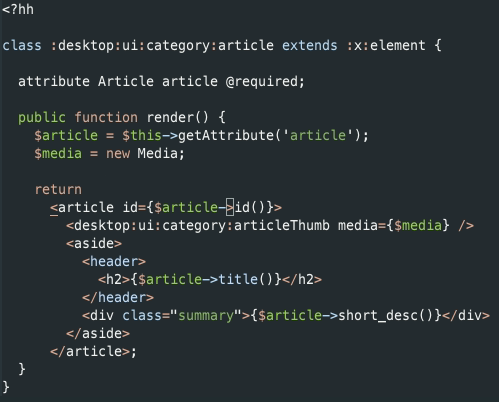 <?hh
class :desktop:ui:category:article extends :x:element {
attribute Article article @required;
public function render() {
$article = $this->getAttribute('article');
$media = new Media;
return
<article id={$article->id()}>
<desktop:ui:category:articleThumb media={$media} />
<aside>
<header>
<h2>{$article->title()}</h2>
</header>
<div class="summary">{$article->short_desc()}</div>
</aside>
</article>;
}
}